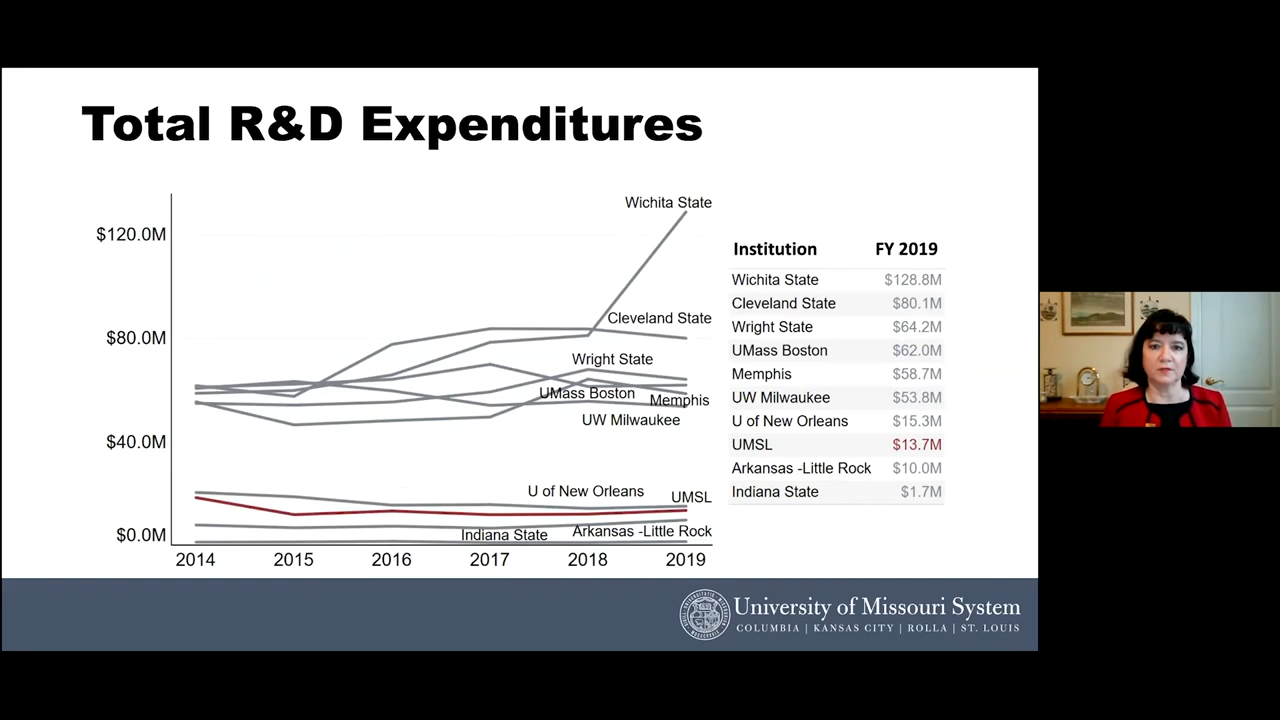 Total R&D Expenditures
$120.0M
$80.0M
$40.0M
$0.0M
Wichita State
Cleveland State
Wright State
UMass Boston
Memphis
UW Milwaukee
U of New Orleans
UMSL
Arkansas -Little Rock
Indiana State
2014 2015 2016 2017 2018 2019
Institution FY 2019
Wichita State $128.8M
Cleveland State $80.1M
Wright State $64.2M
UMass Boston $62.0M
Memphis $58.7M
UW Milwaukee $53.8M
U of New Orleans $15.3M
UMSL $13.7M
Arkansas -Little Rock $10.0M
Indiana State $1.7M
University of Missouri System
COLUMBIA | KANSAS CITY | ROLLA | ST. LOUIS